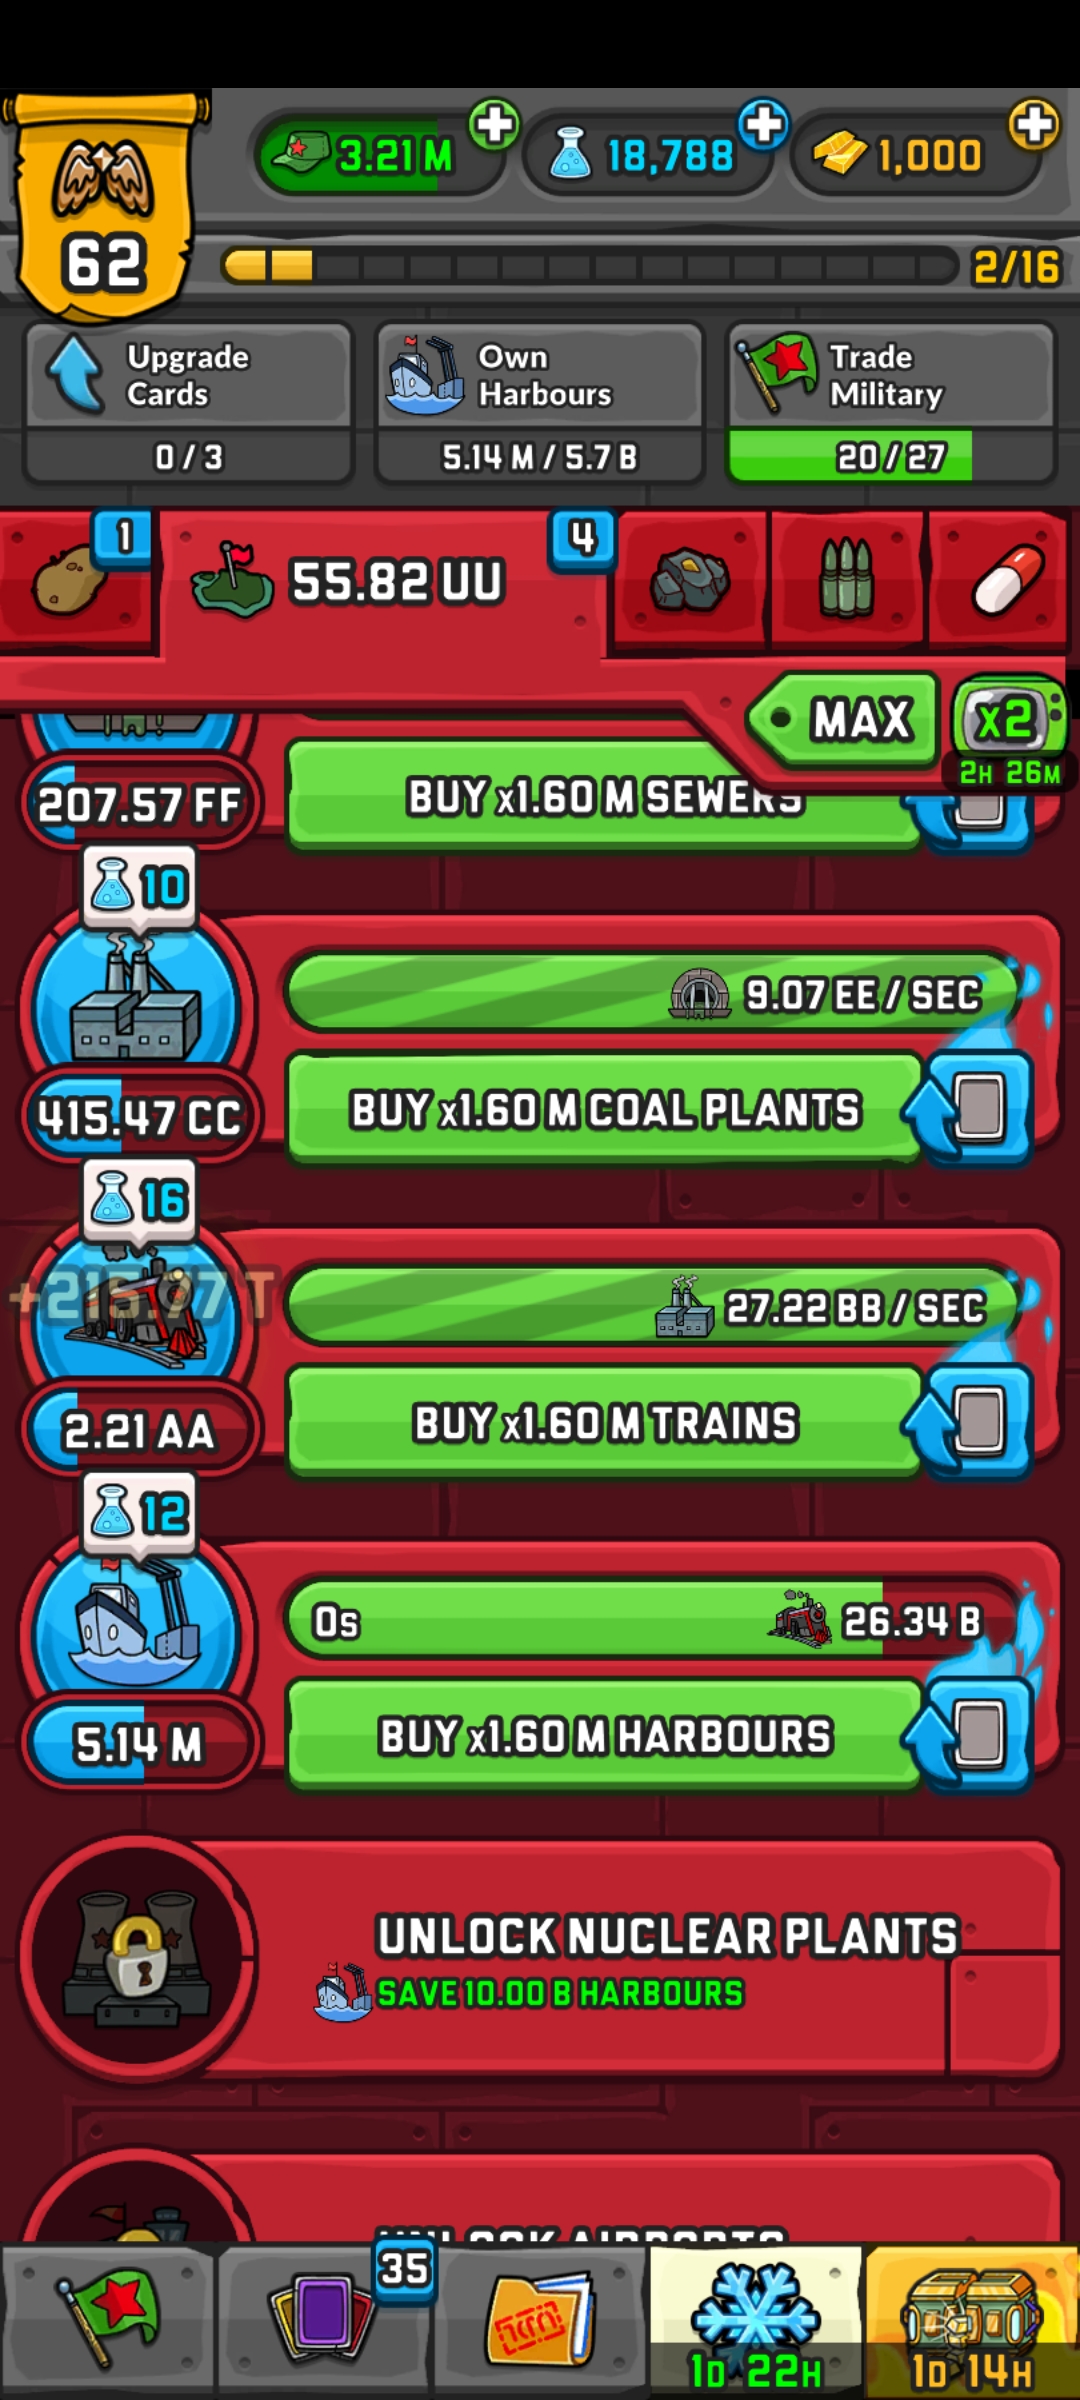 3.21 M
18,788
1,000
62
2/16
Upgrade
Cards
0 / 3
Own
Harbours
5.14 M / 5.7 B
Trade
Military
20 / 27
1
55.82 UU
4
MAX
x2
2H 26M
207.57 FF
BUY x1.60 M SEWERS
10
9.07 EE / SEC
415.47 CC
BUY x1.60 M COAL PLANTS
16
27.22 BB / SEC
2.21 AA
BUY x1.60 M TRAINS
12
0s
26.34 B
5.14 M
BUY x1.60 M HARBOURS
UNLOCK NUCLEAR PLANTS
SAVE 10.00 B HARBOURS
UNLOCK AIRPORTS
35
1D 22H
1D 14H